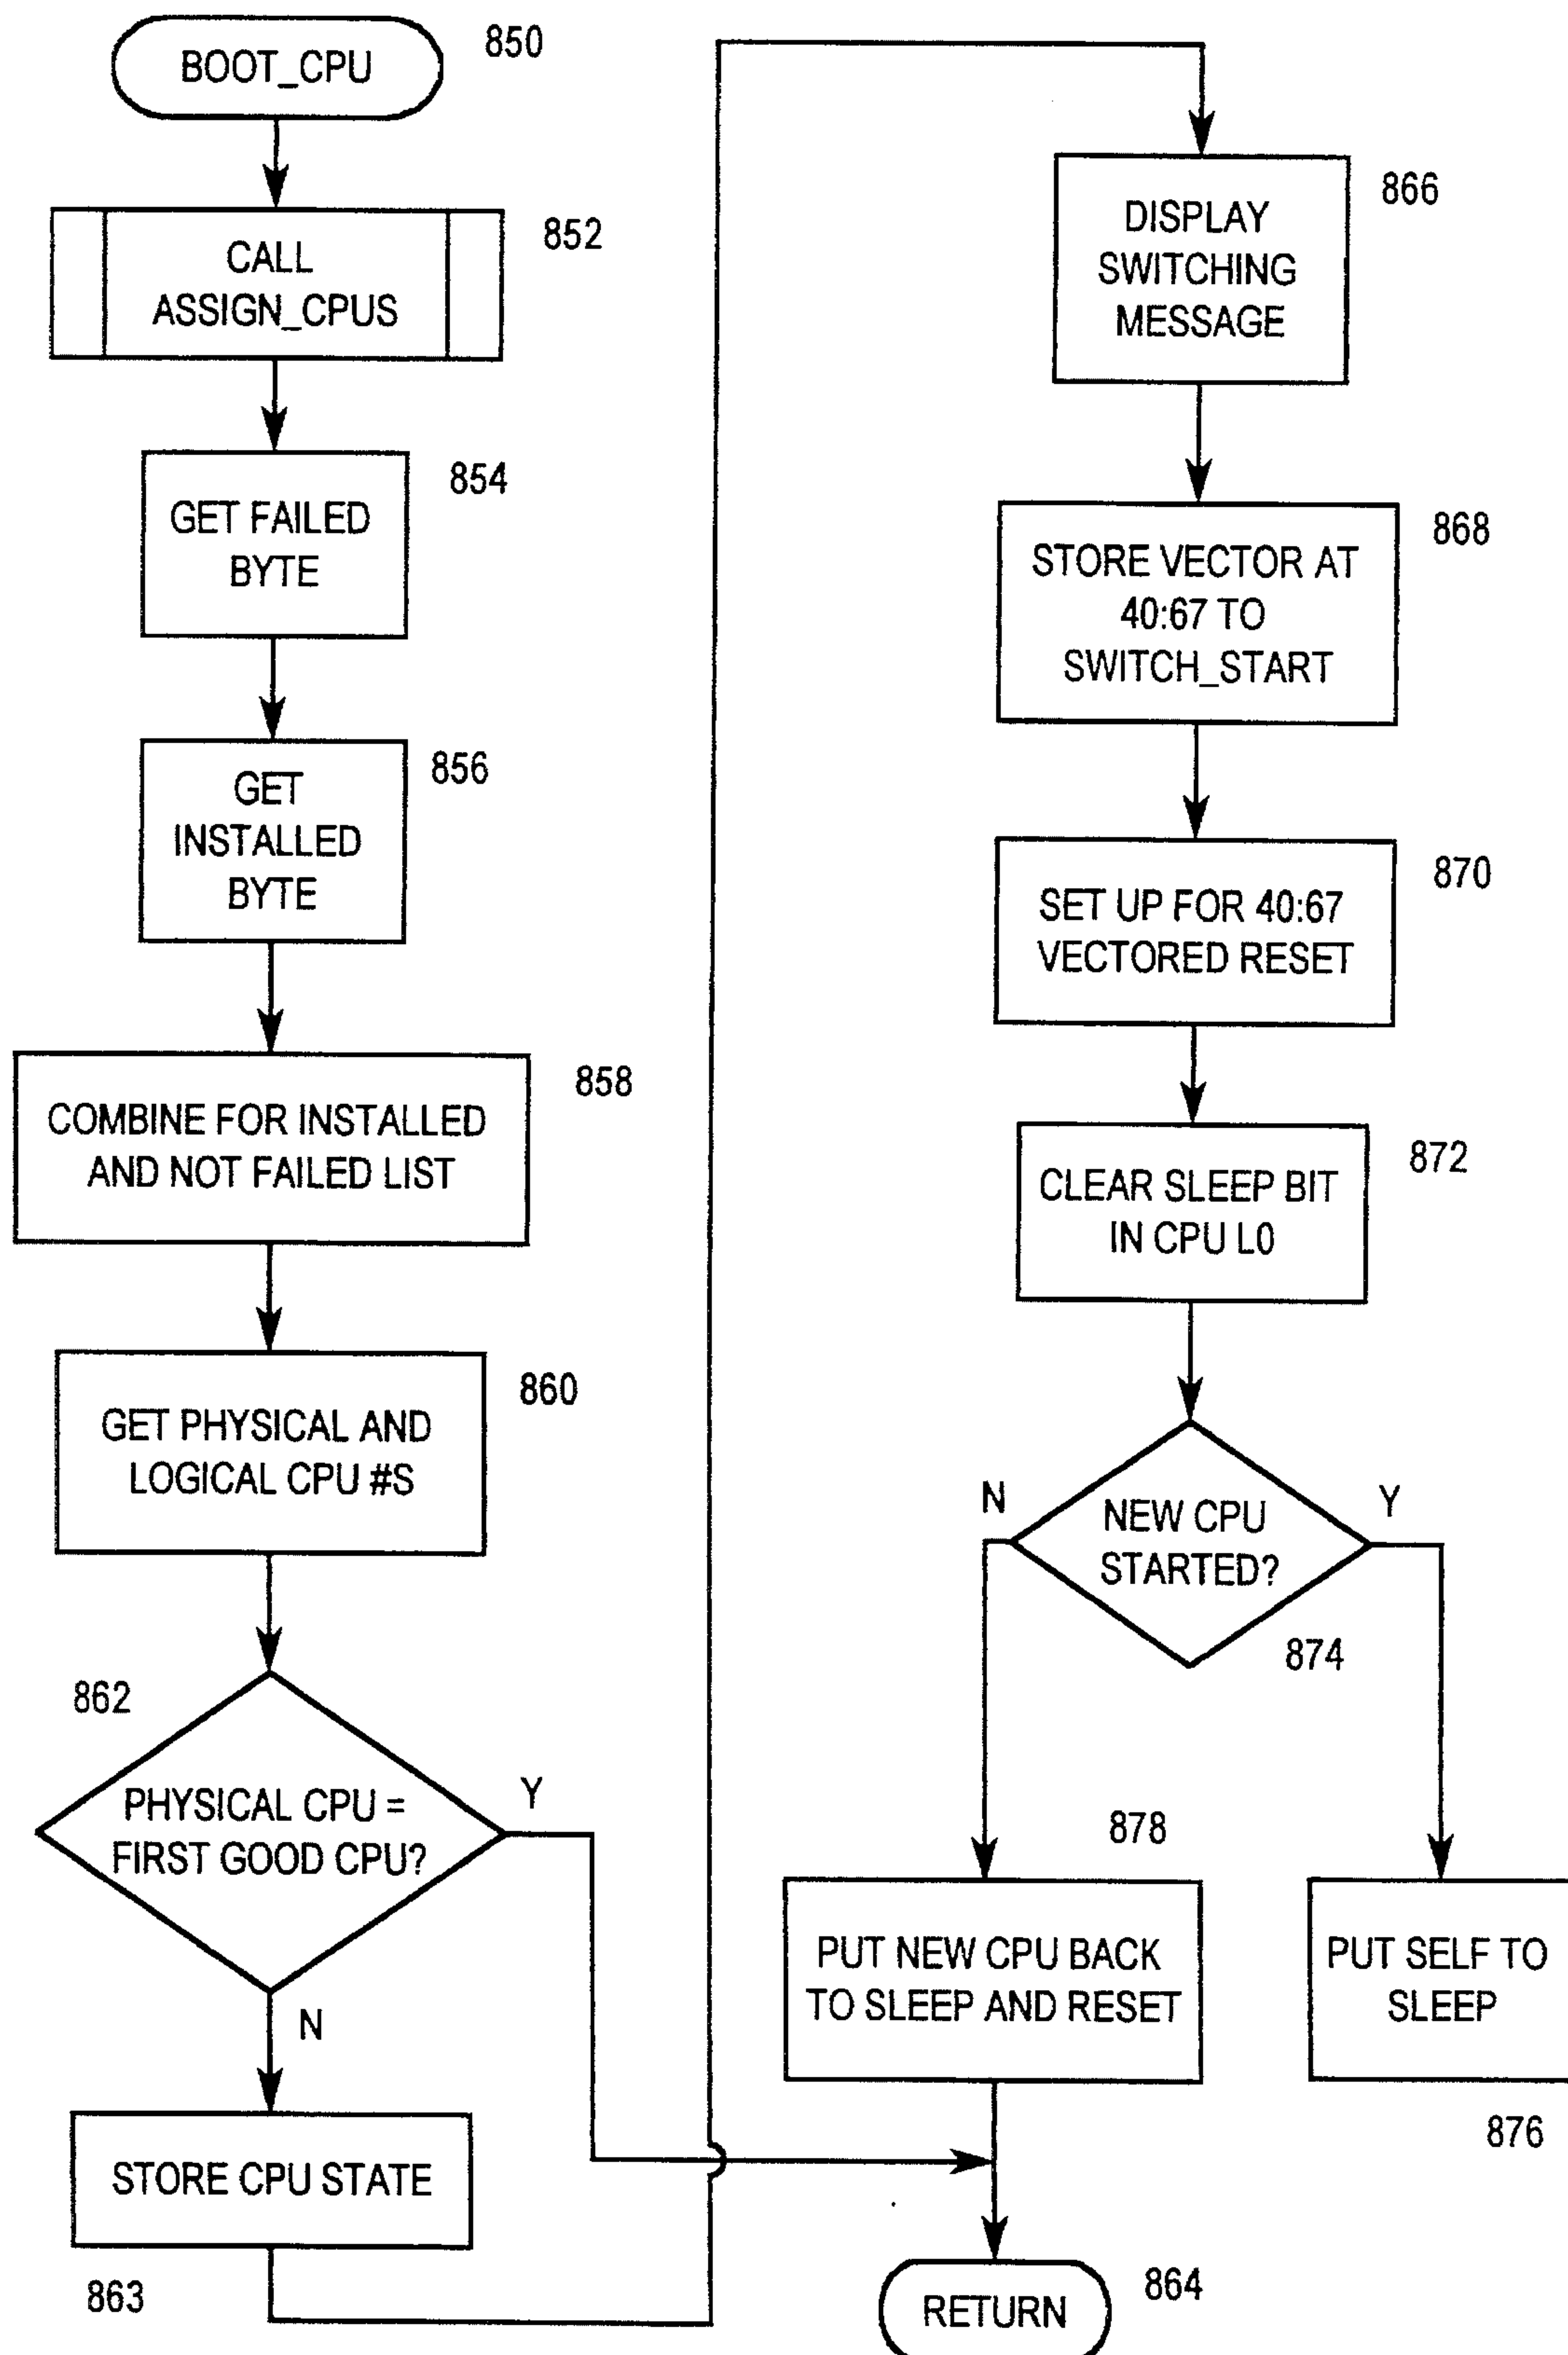 BOOT_CPU
850
CALL
ASSIGN_CPUS
852
GET FAILED
BYTE
854
GET
INSTALLED
BYTE
856
COMBINE FOR INSTALLED
AND NOT FAILED LIST
858
GET PHYSICAL AND
LOGICAL CPU #S
860
862
PHYSICAL CPU =
FIRST GOOD CPU?
Y
N
STORE CPU STATE
863
DISPLAY
SWITCHING
MESSAGE
866
STORE VECTOR AT
40:67 TO
SWITCH_START
868
SET UP FOR 40:67
VECTORED RESET
870
CLEAR SLEEP BIT
IN CPU L0
872
N
NEW CPU
STARTED?
Y
874
878
PUT NEW CPU BACK
TO SLEEP AND RESET
PUT SELF TO
SLEEP
876
RETURN
864